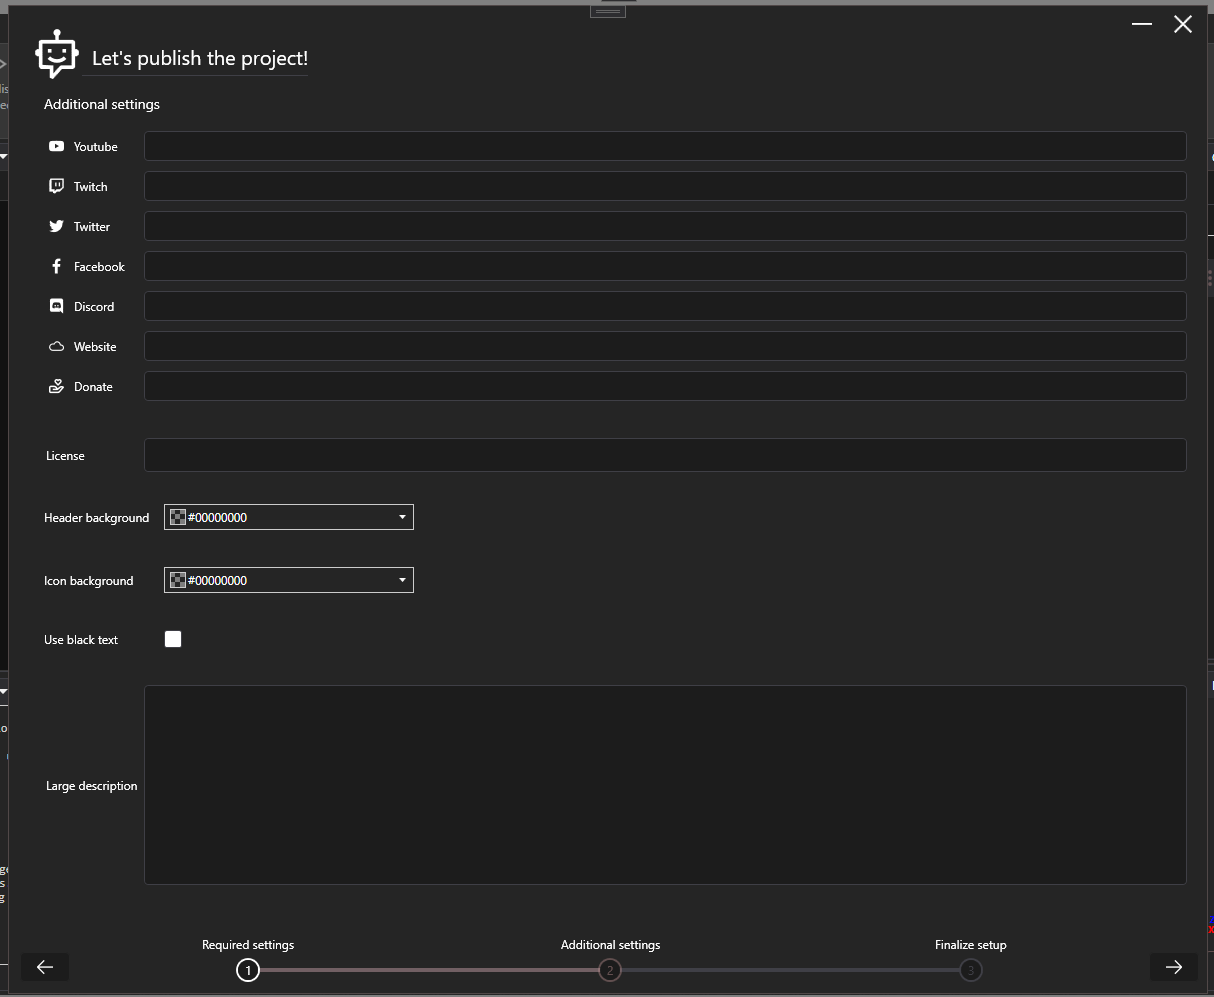 Let's publish the project!
Additional settings
Youtube
Twitch
Twitter
Facebook
Discord
Website
Donate
License
Header background #00000000
Icon background #00000000
Use black text
Large description
Required settings Additional settings Finalize setup
1 2 3